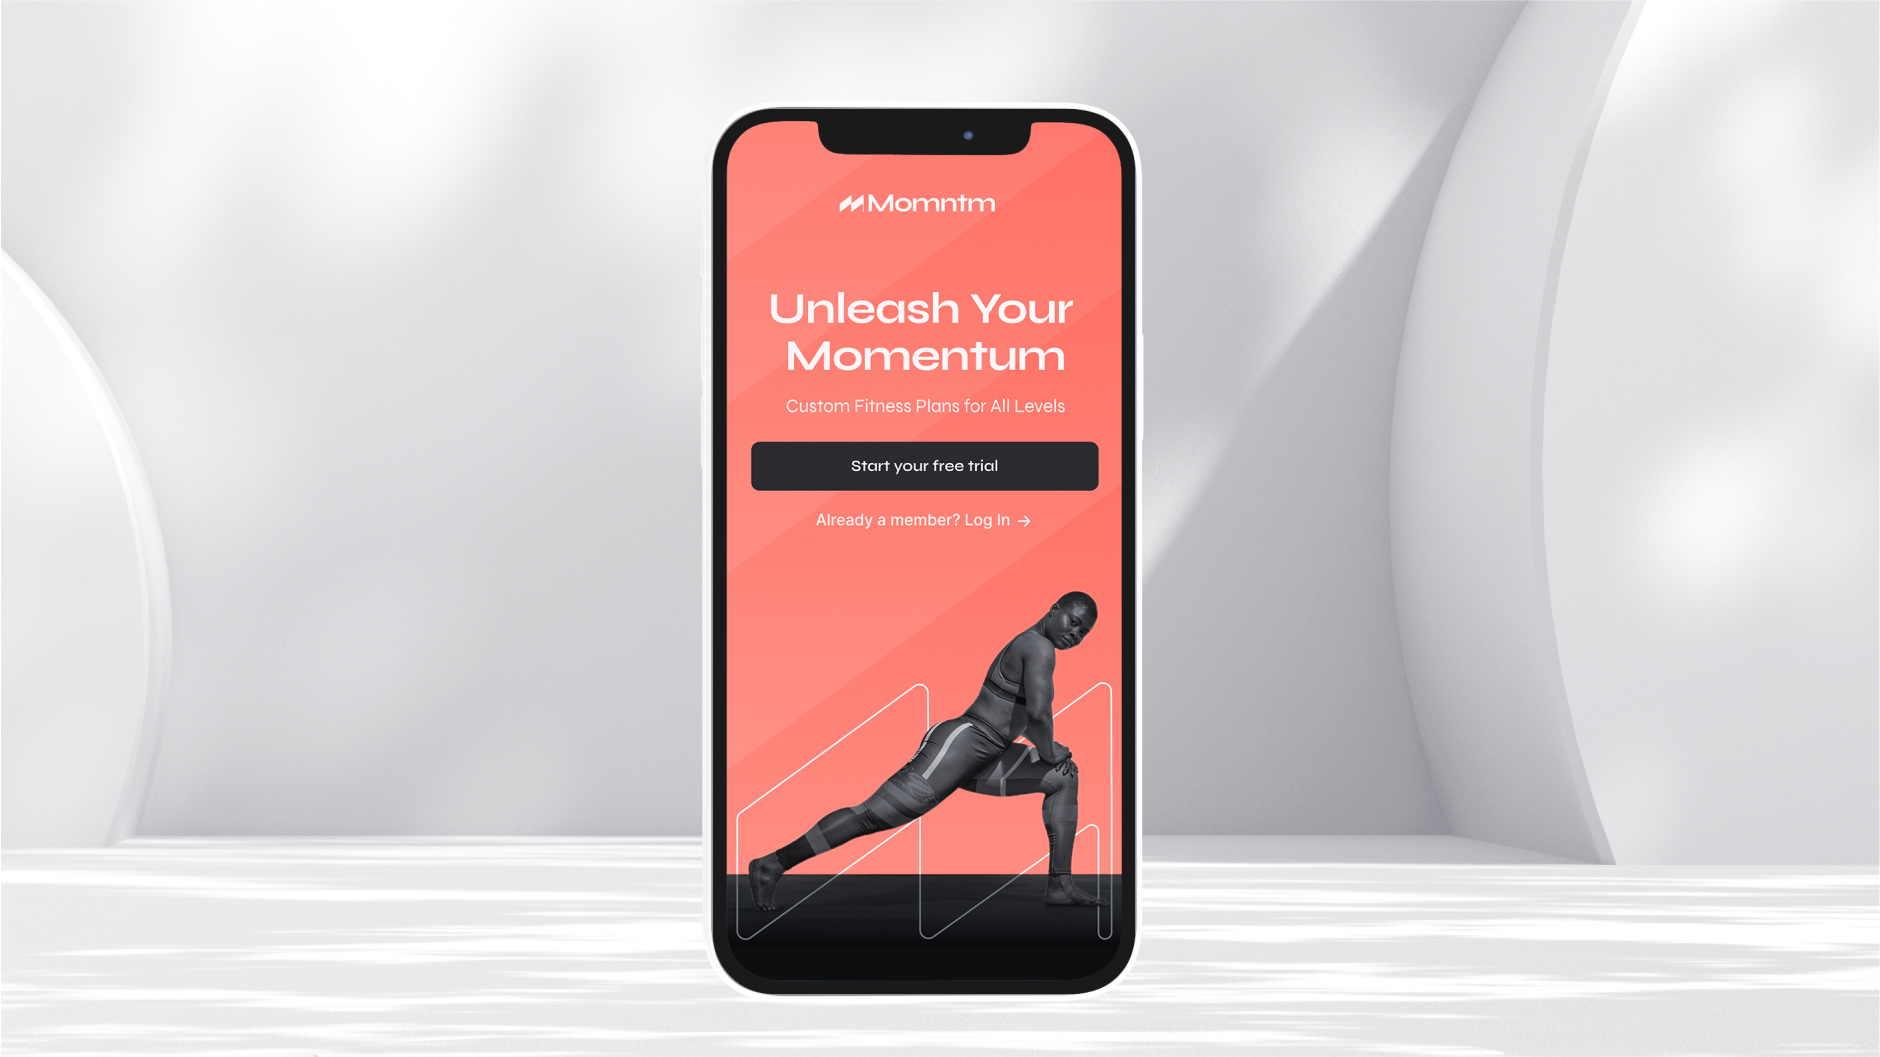 Momntm
Unleash Your
Momentum
Custom Fitness Plans for All Levels
Start your free trial
Already a member? Log In →